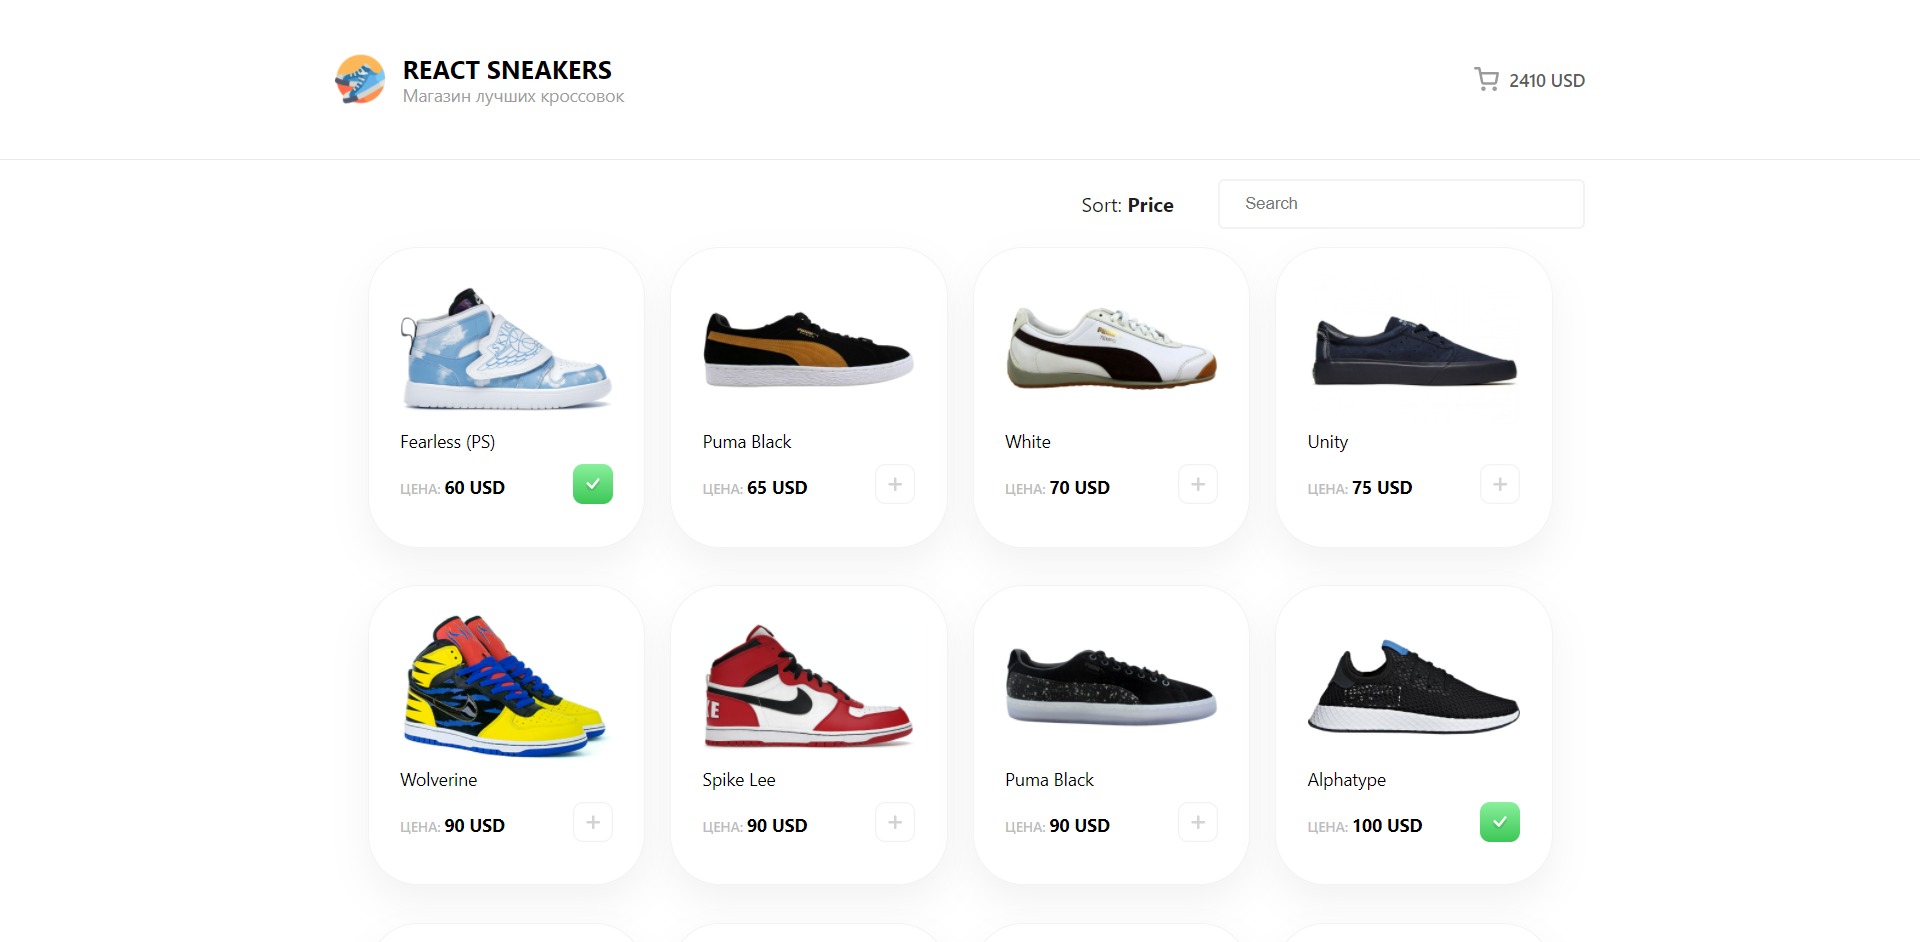 REACT SNEAKERS
Магазин лучших кроссовок
2410 USD
Sort: Price
Search
Fearless (PS)
ЦЕНА: 60 USD
Puma Black
ЦЕНА: 65 USD
White
ЦЕНА: 70 USD
Unity
ЦЕНА: 75 USD
Wolverine
ЦЕНА: 90 USD
Spike Lee
ЦЕНА: 90 USD
Puma Black
ЦЕНА: 90 USD
Alphatype
ЦЕНА: 100 USD